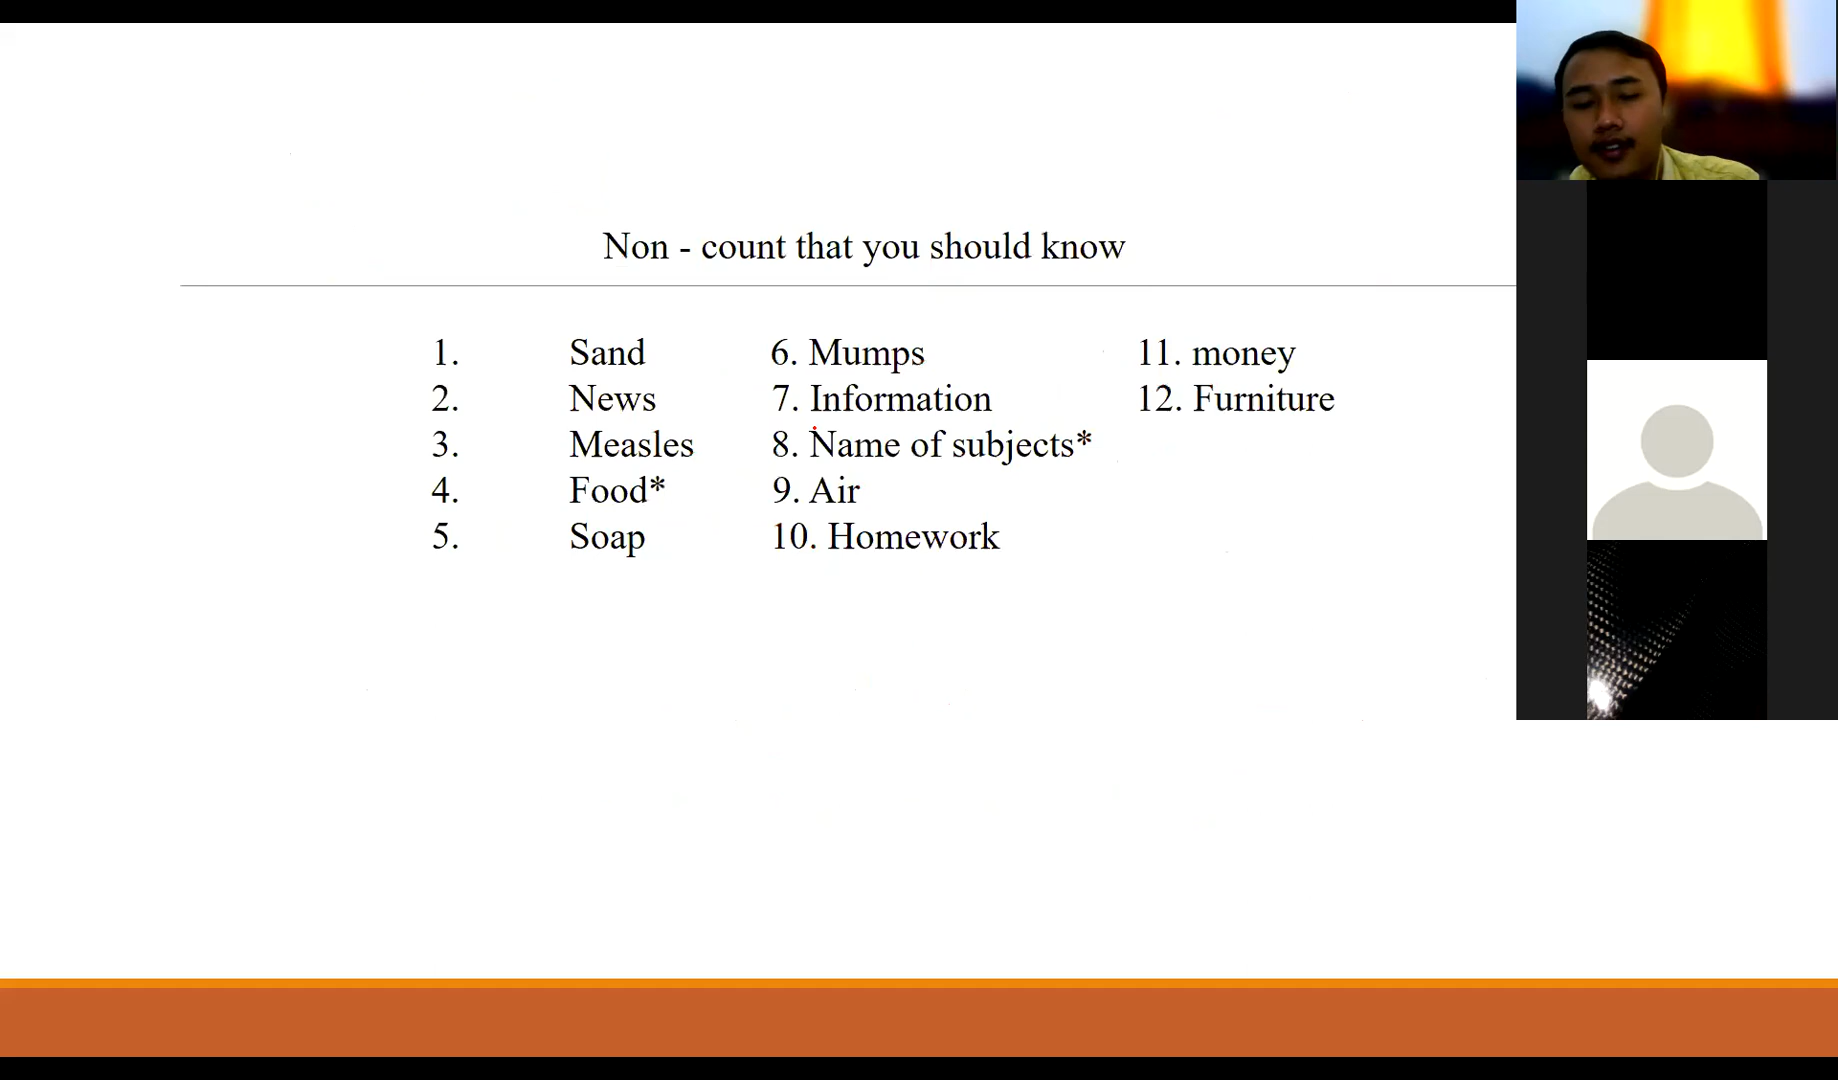 Non - count that you should know
1. Sand
2. News
3. Measles
4. Food*
5. Soap
6. Mumps
7. Information
8. Name of subjects*
9. Air
10. Homework
11. money
12. Furniture